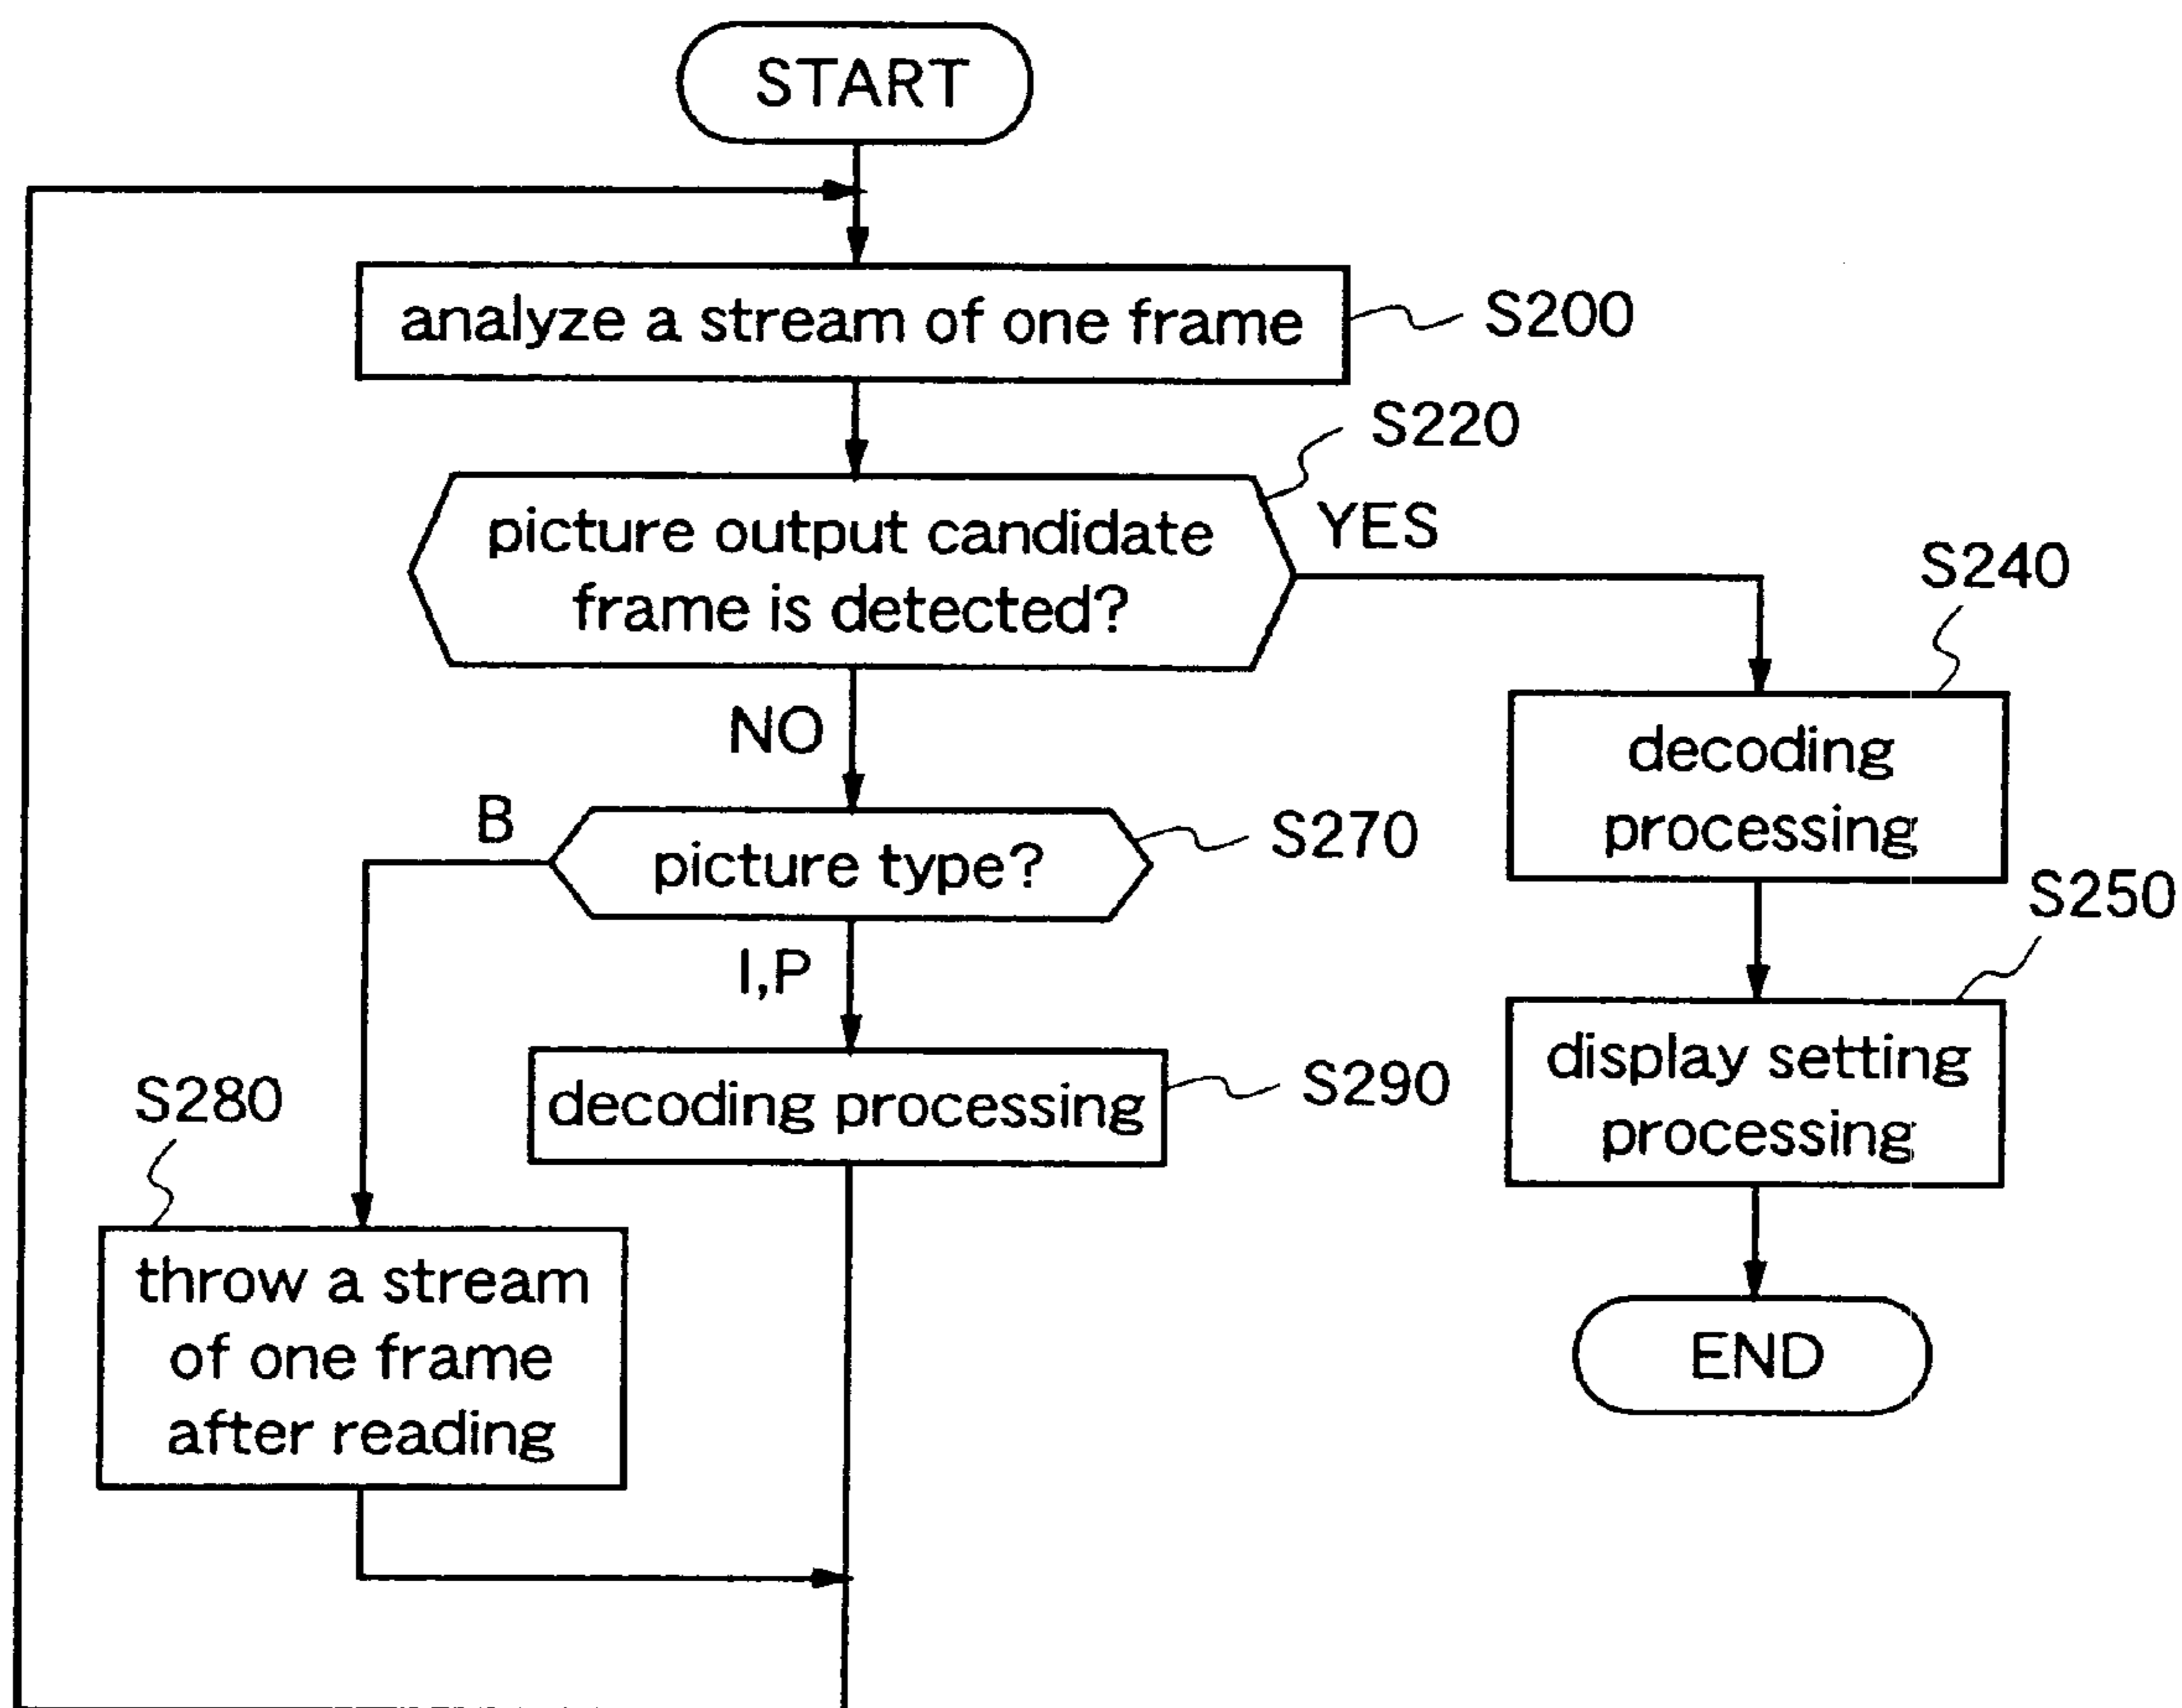 START
analyze a stream of one frame
S200
S220
picture output candidate
frame is detected?
YES
S240
NO
decoding
processing
B
picture type?
S270
S250
I,P
display setting
processing
S280
decoding processing
S290
throw a stream
of one frame
after reading
END